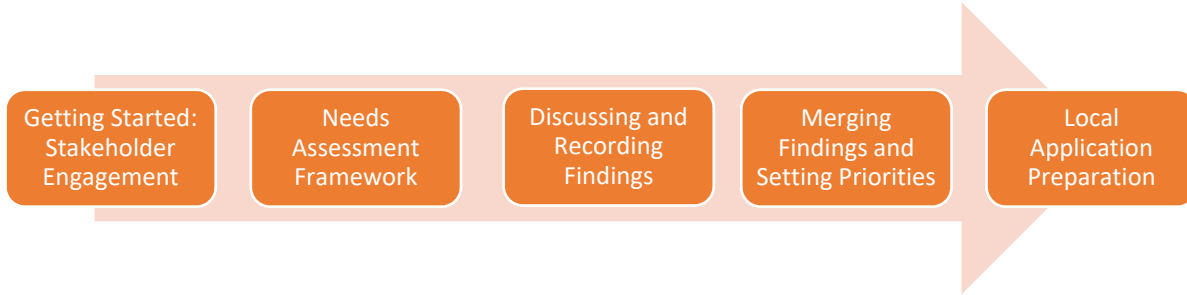 Getting Started:
Stakeholder
Engagement
Needs
Assessment
Framework
Discussing and
Recording
Findings
Merging
Findings and
Setting Priorities
Local
Application
Preparation